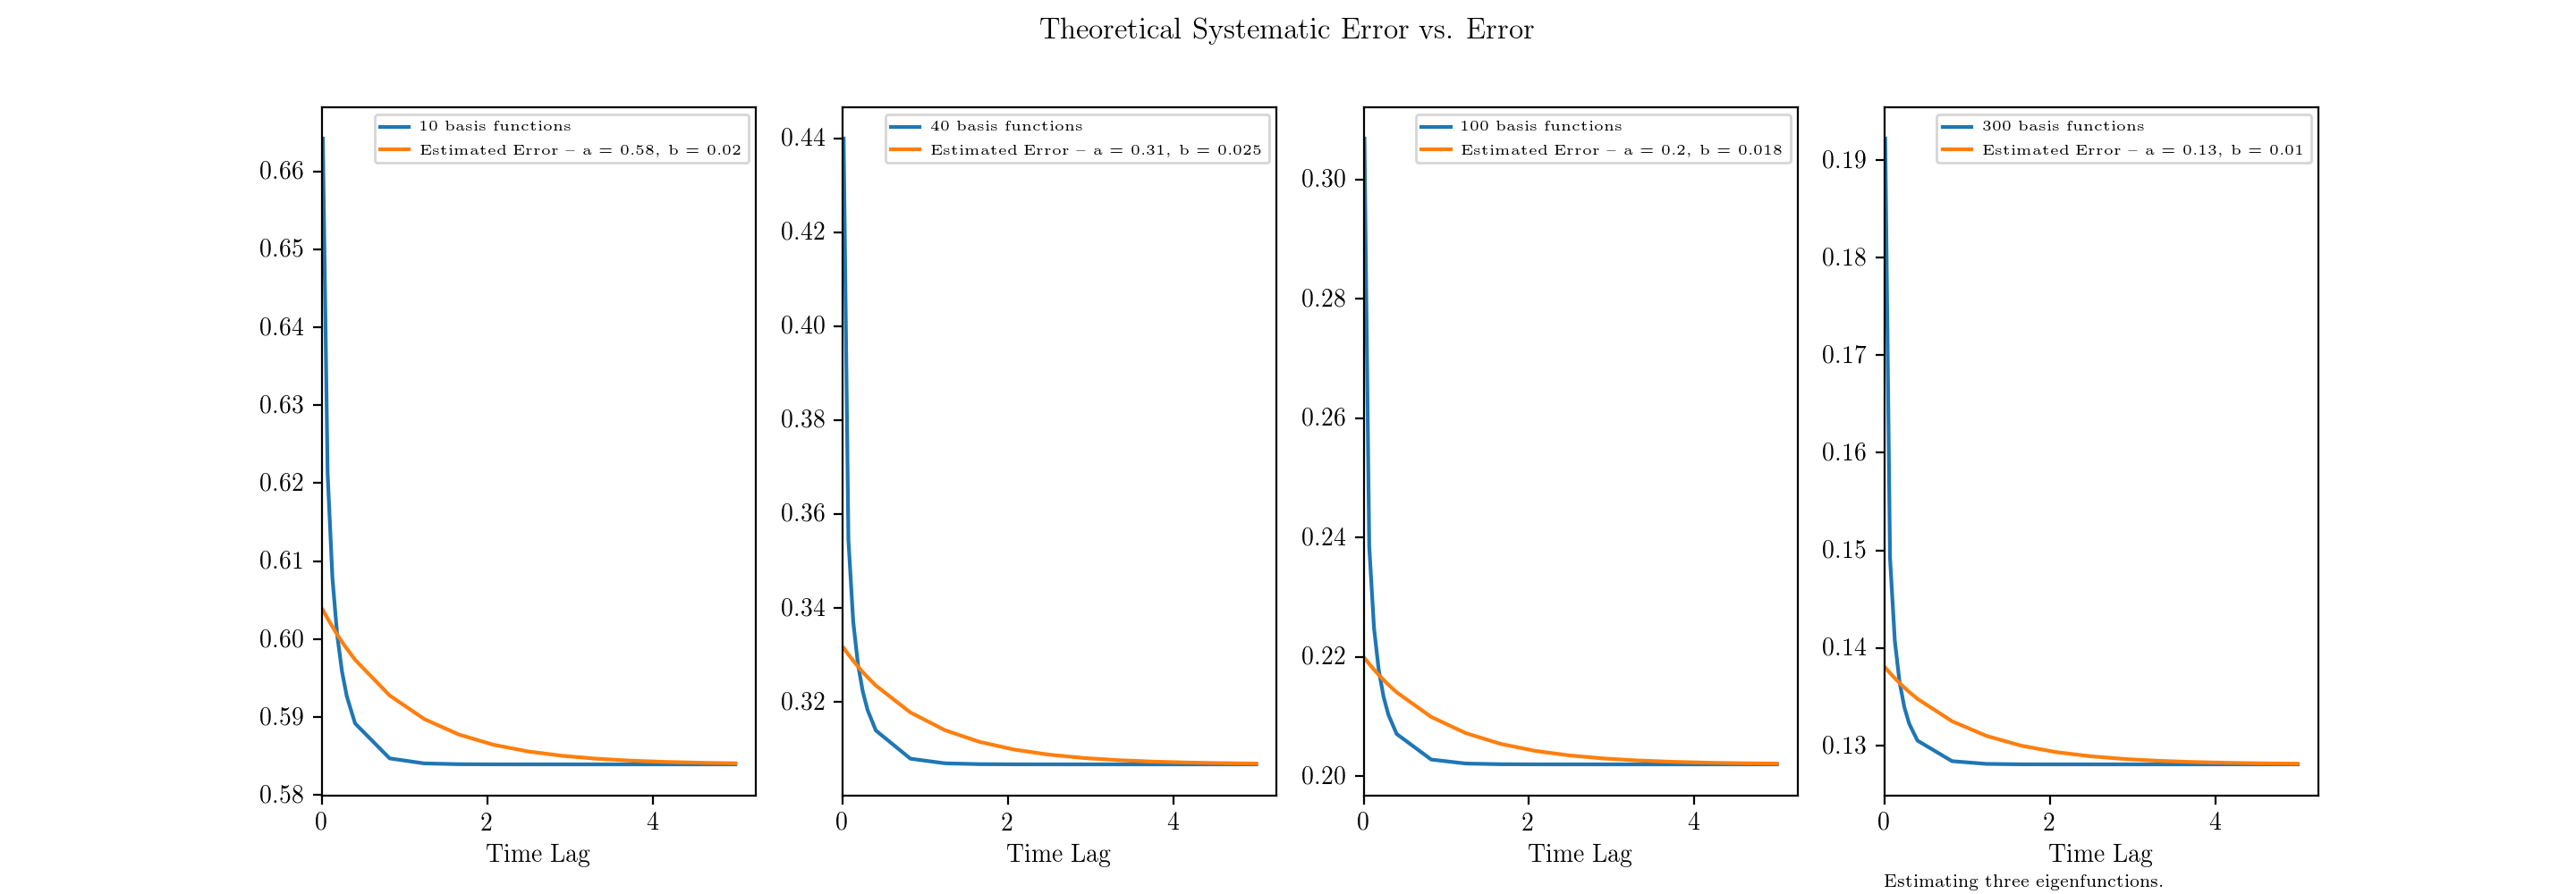 Theoretical Systematic Error vs. Error
10 basis functions
Estimated Error – a = 0.58, b = 0.02
0.66
0.65
0.64
0.63
0.62
0.61
0.60
0.59
0.58
0 2 4
Time Lag
40 basis functions
Estimated Error – a = 0.31, b = 0.025
0.44
0.42
0.40
0.38
0.36
0.34
0.32
0 2 4
Time Lag
100 basis functions
Estimated Error – a = 0.2, b = 0.018
0.30
0.28
0.26
0.24
0.22
0.20
0 2 4
Time Lag
300 basis functions
Estimated Error – a = 0.13, b = 0.01
0.19
0.18
0.17
0.16
0.15
0.14
0.13
0 2 4
Time Lag
Estimating three eigenfunctions.